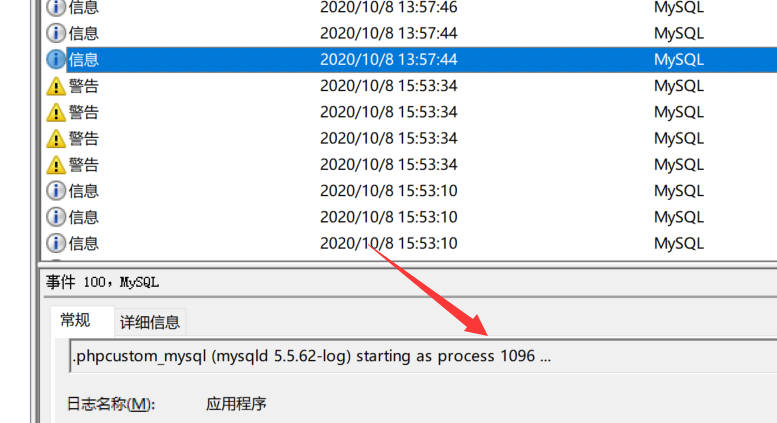 信息 2020/10/8 13:57:46 MySQL
信息 2020/10/8 13:57:44 MySQL
信息 2020/10/8 13:57:44 MySQL
警告 2020/10/8 15:53:34 MySQL
警告 2020/10/8 15:53:34 MySQL
警告 2020/10/8 15:53:34 MySQL
警告 2020/10/8 15:53:34 MySQL
信息 2020/10/8 15:53:10 MySQL
信息 2020/10/8 15:53:10 MySQL
信息 2020/10/8 15:53:10 MySQL
事件 100，MySQL
常规 详细信息
.phpcustom_mysql (mysqld 5.5.62-log) starting as process 1096 ...
日志名称(M): 应用程序